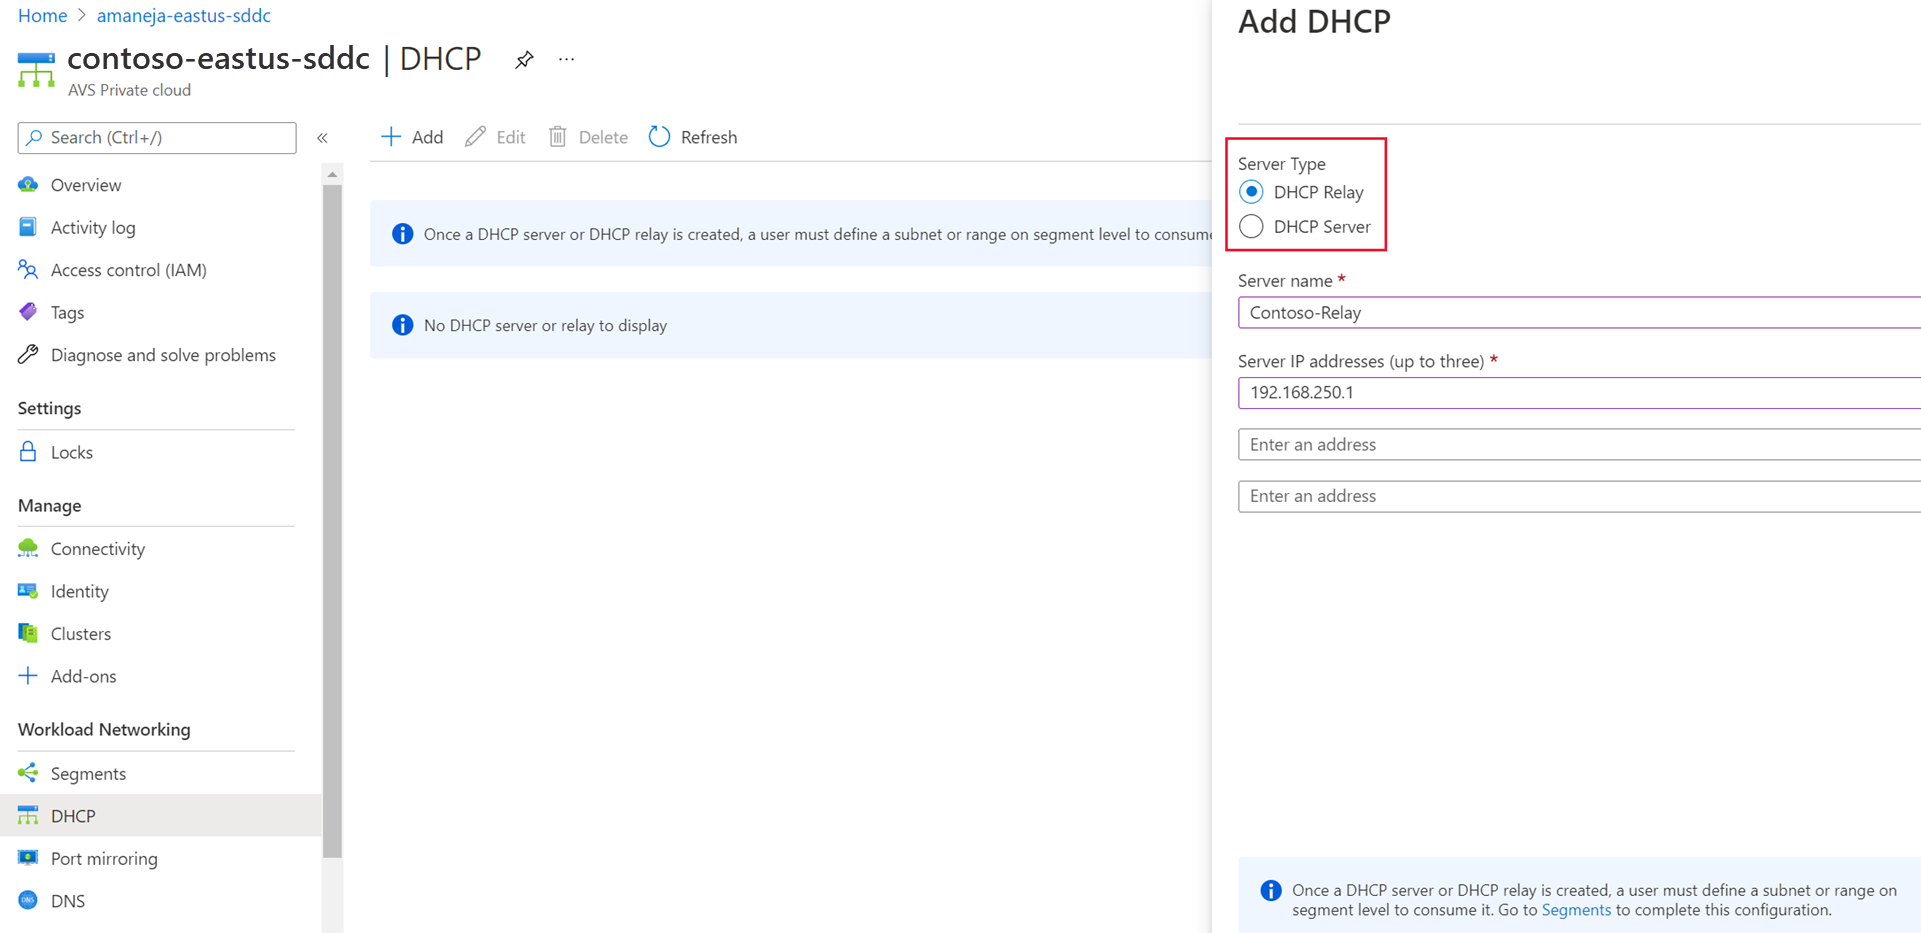 Home > amaneja-eastus-sddc
contoso-eastus-sddc | DHCP
AVS Private cloud
Search (Ctrl+/)
Overview
Activity log
Access control (IAM)
Tags
Diagnose and solve problems
Settings
Locks
Manage
Connectivity
Identity
Clusters
Add-ons
Workload Networking
Segments
DHCP
Port mirroring
DNS
Add Edit Delete Refresh
Once a DHCP server or DHCP relay is created, a user must define a subnet or range on segment level to consume
No DHCP server or relay to display
Add DHCP
Server Type
DHCP Relay
DHCP Server
Server name *
Contoso-Relay
Server IP addresses (up to three) *
192.168.250.1
Enter an address
Enter an address
Once a DHCP server or DHCP relay is created, a user must define a subnet or range on
segment level to consume it. Go to Segments to complete this configuration.